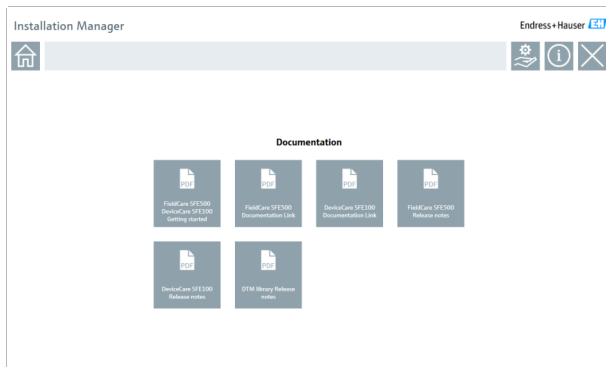 Installation Manager
Endress+Hauser EH
Documentation
PDF
FieldCare SFE500
DeviceCare SFE100
Getting started
PDF
FieldCare SFE500
Documentation Link
PDF
DeviceCare SFE100
Documentation Link
PDF
FieldCare SFE500
Release notes
PDF
DeviceCare SFE100
Release notes
PDF
DTM library Release
notes